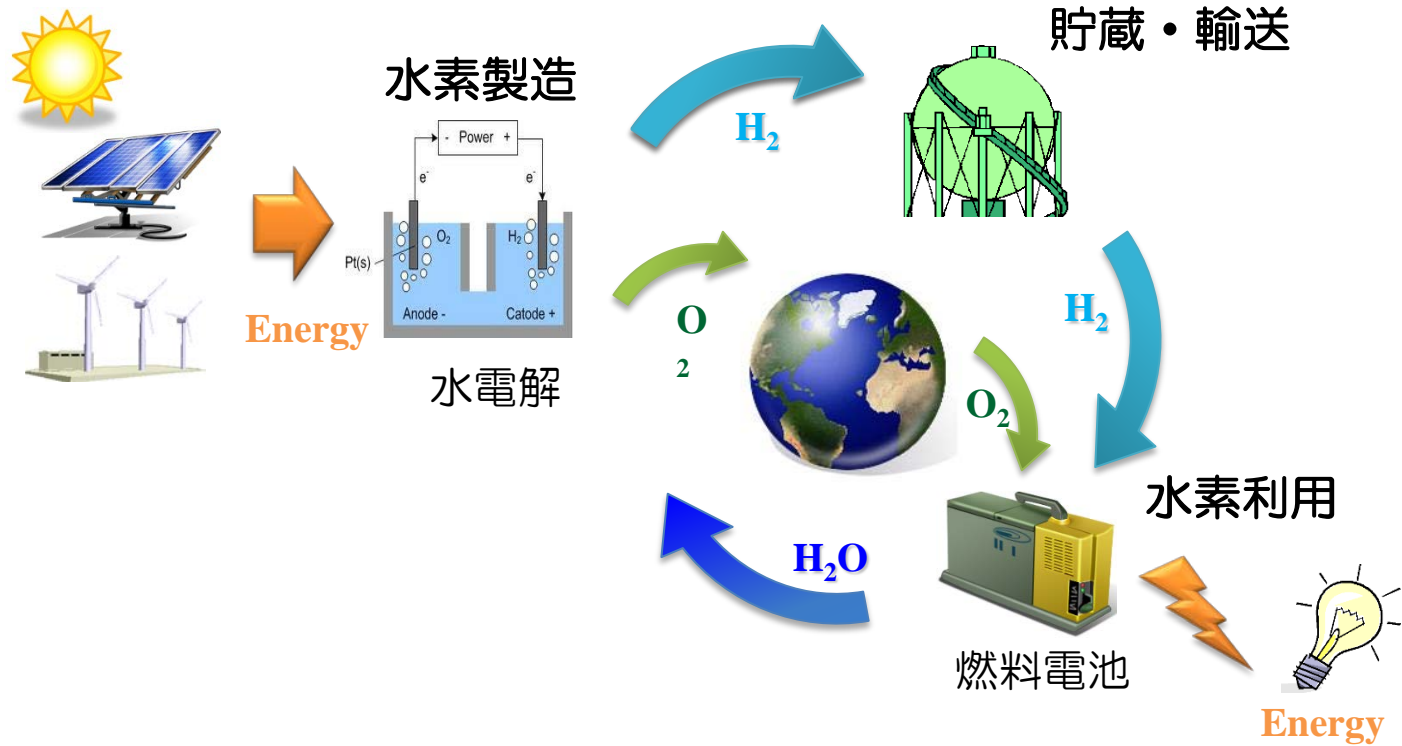 貯蔵・輸送
水素製造
H2
- Power +
e-
e-
O2
H2
Pt(s)
Anode -
Catode +
Energy
水電解
O
2
H2
O2
水素利用
H2O
燃料電池
Energy